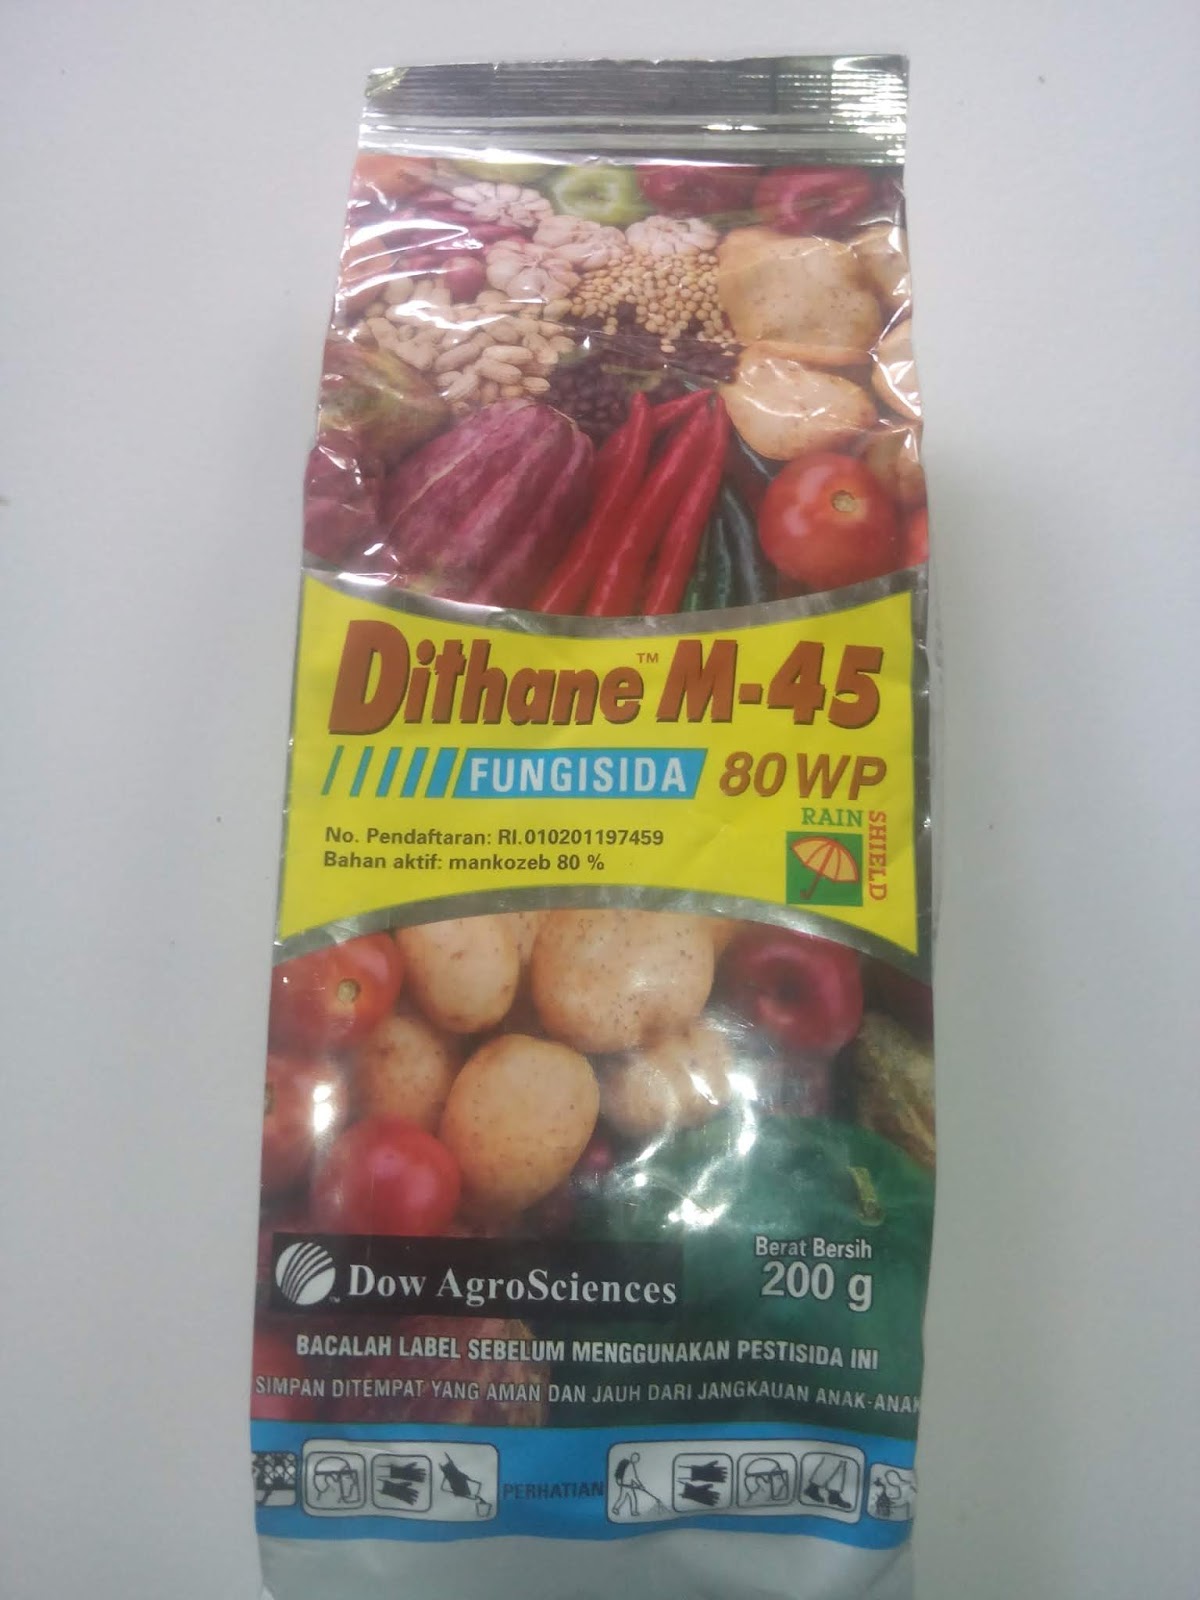 Dithane™ M-45
FUNGISIDA 80 WP
RAIN SHIELD
No. Pendaftaran: RI.010201197459
Bahan aktif: mankozeb 80 %
Berat Bersih
200 g
Dow AgroSciences
BACALAH LABEL SEBELUM MENGGUNAKAN PESTISIDA INI
SIMPAN DITEMPAT YANG AMAN DAN JAUH DARI JANGKAUAN ANAK-ANAK
PERHATIAN